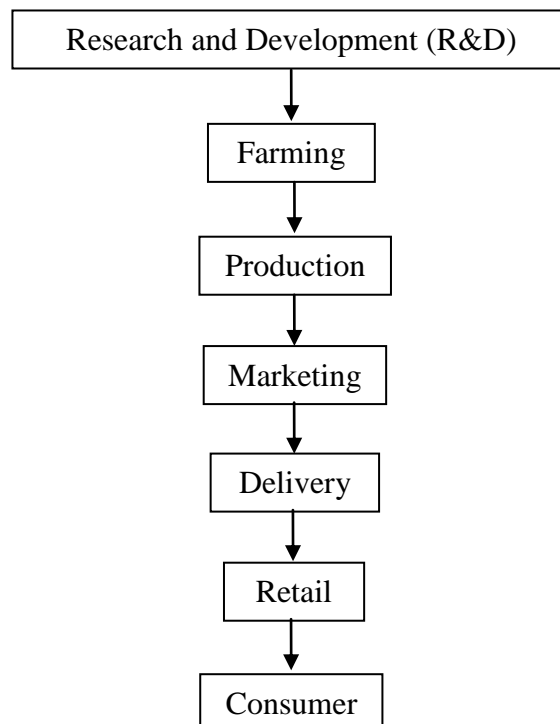 Research and Development (R&D)
Farming
Production
Marketing
Delivery
Retail
Consumer